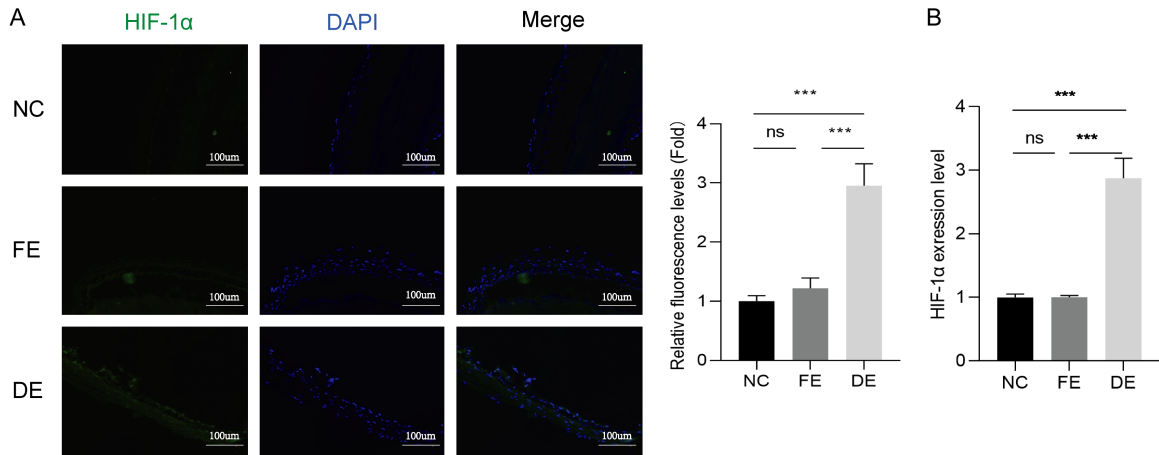 A
HIF-1α
DAPI
Merge
B
NC
100um
100um
100um
FE
100um
100um
100um
DE
100um
100um
100um
Relative fluorescence levels (Fold)
4
3
2
1
0
***
ns
***
NC
FE
DE
HIF-1α exression level
4
3
2
1
0
***
ns
***
NC
FE
DE